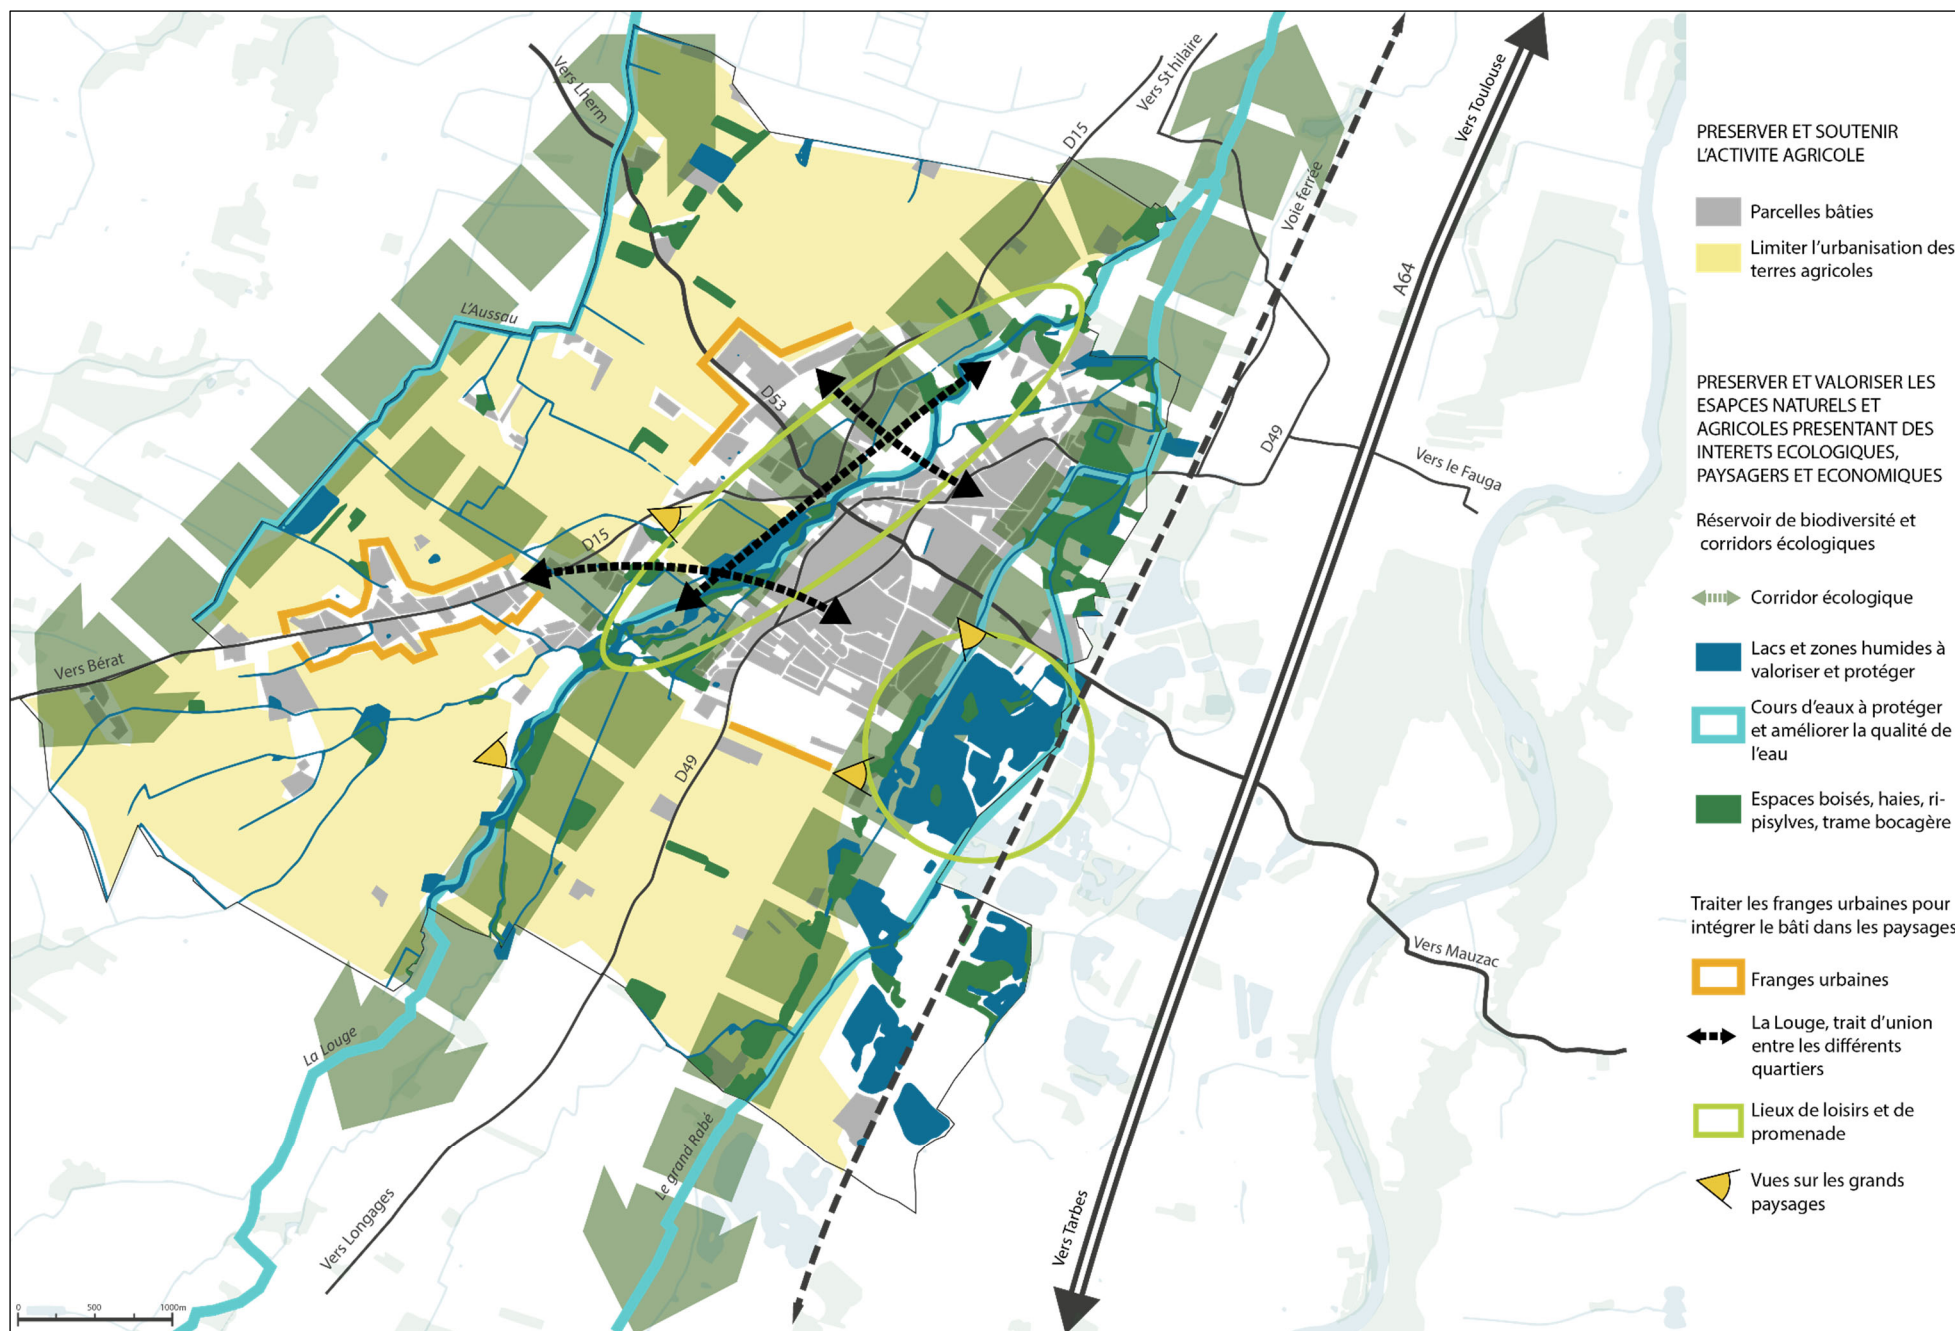 Vers Lherm
D15
Vers St hilaire
Voie ferrée
Vers Toulouse
A64
L'Aussau
D53
D49
Vers le Fauga
D15
Vers Bérat
D49
Vers Mauzac
La Louge
Le grand Rabé
Vers Longages
Vers Tarbes
0 500 1000m
PRESERVER ET SOUTENIR
L'ACTIVITE AGRICOLE
Parcelles bâties
Limiter l'urbanisation des
terres agricoles
PRESERVER ET VALORISER LES
ESAPCES NATURELS ET
AGRICOLES PRESENTANT DES
INTERETS ECOLOGIQUES,
PAYSAGERS ET ECONOMIQUES
Réservoir de biodiversité et
corridors écologiques
Corridor écologique
Lacs et zones humides à
valoriser et protéger
Cours d'eaux à protéger
et améliorer la qualité de
l'eau
Espaces boisés, haies, ri-
pisylves, trame bocagère
Traiter les franges urbaines pour
intégrer le bâti dans les paysages
Franges urbaines
La Louge, trait d'union
entre les différents
quartiers
Lieux de loisirs et de
promenade
Vues sur les grands
paysages